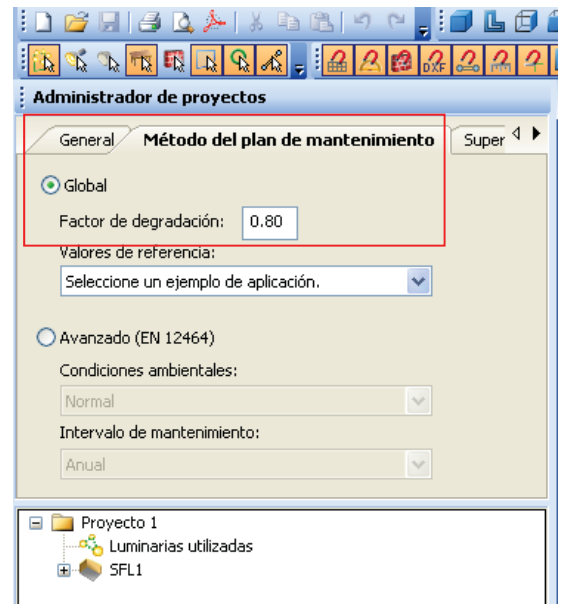 DXF
Administrador de proyectos
General Método del plan de mantenimiento Super
Global
Factor de degradación: 0.80
Valores de referencia:
Seleccione un ejemplo de aplicación.
Avanzado (EN 12464)
Condiciones ambientales:
Normal
Intervalo de mantenimiento:
Anual
Proyecto 1
Luminarias utilizadas
SFL1